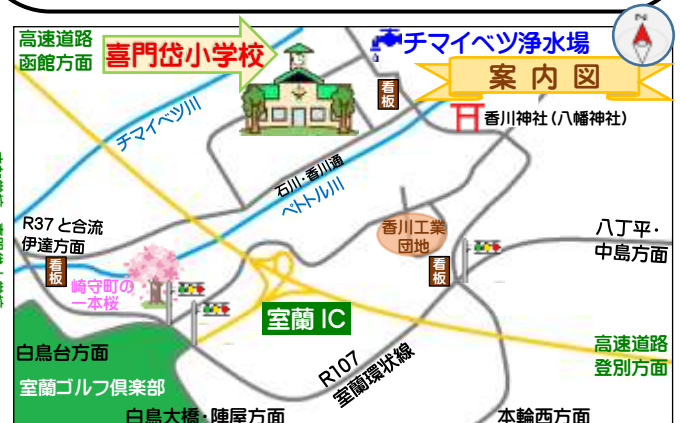 高速道路
函館方面
喜門岱小学校
チマイベツ浄水場
N
案内図
看板
香川神社(八幡神社)
チマイベツ川
石川・香川通
ペトトル川
R37と合流
伊達方面
看板
崎守町の
一本桜
香川工業
団地
看板
八丁平・
中島方面
室蘭IC
白鳥台方面
室蘭ゴルフ倶楽部
R107
室蘭環状線
高速道路
登別方面
白鳥大橋・陣屋方面
本輪西方面